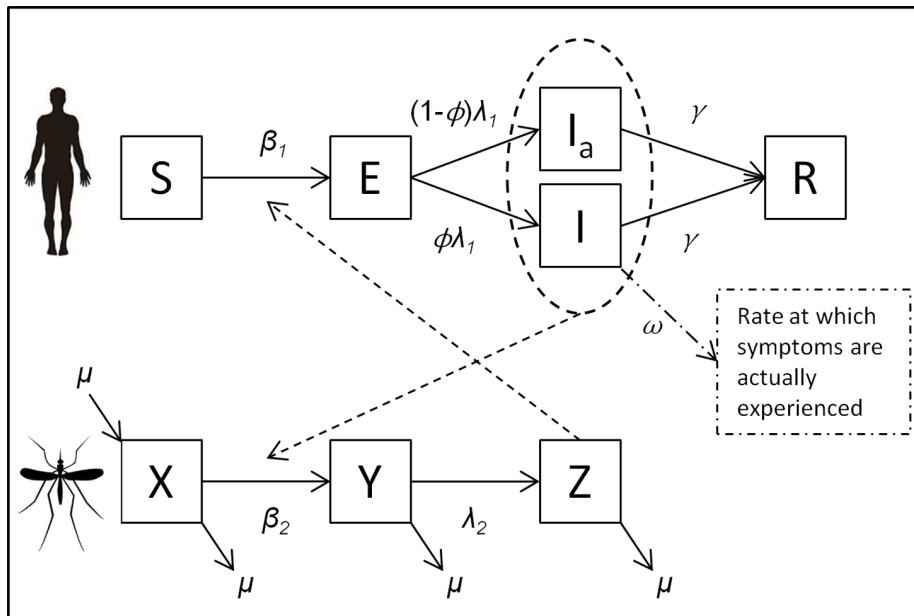 (1-ϕ)λ₁
Iₐ
γ
S
β₁
E
R
I
ϕλ₁
γ
ω
Rate at which
symptoms are
actually
experienced
μ
X
β₂
Y
λ₂
Z
μ
μ
μ